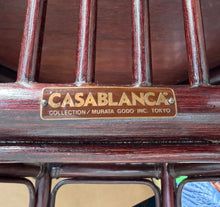 CASABLANCA
COLLECTION / MURATA GODO INC. TOKYO